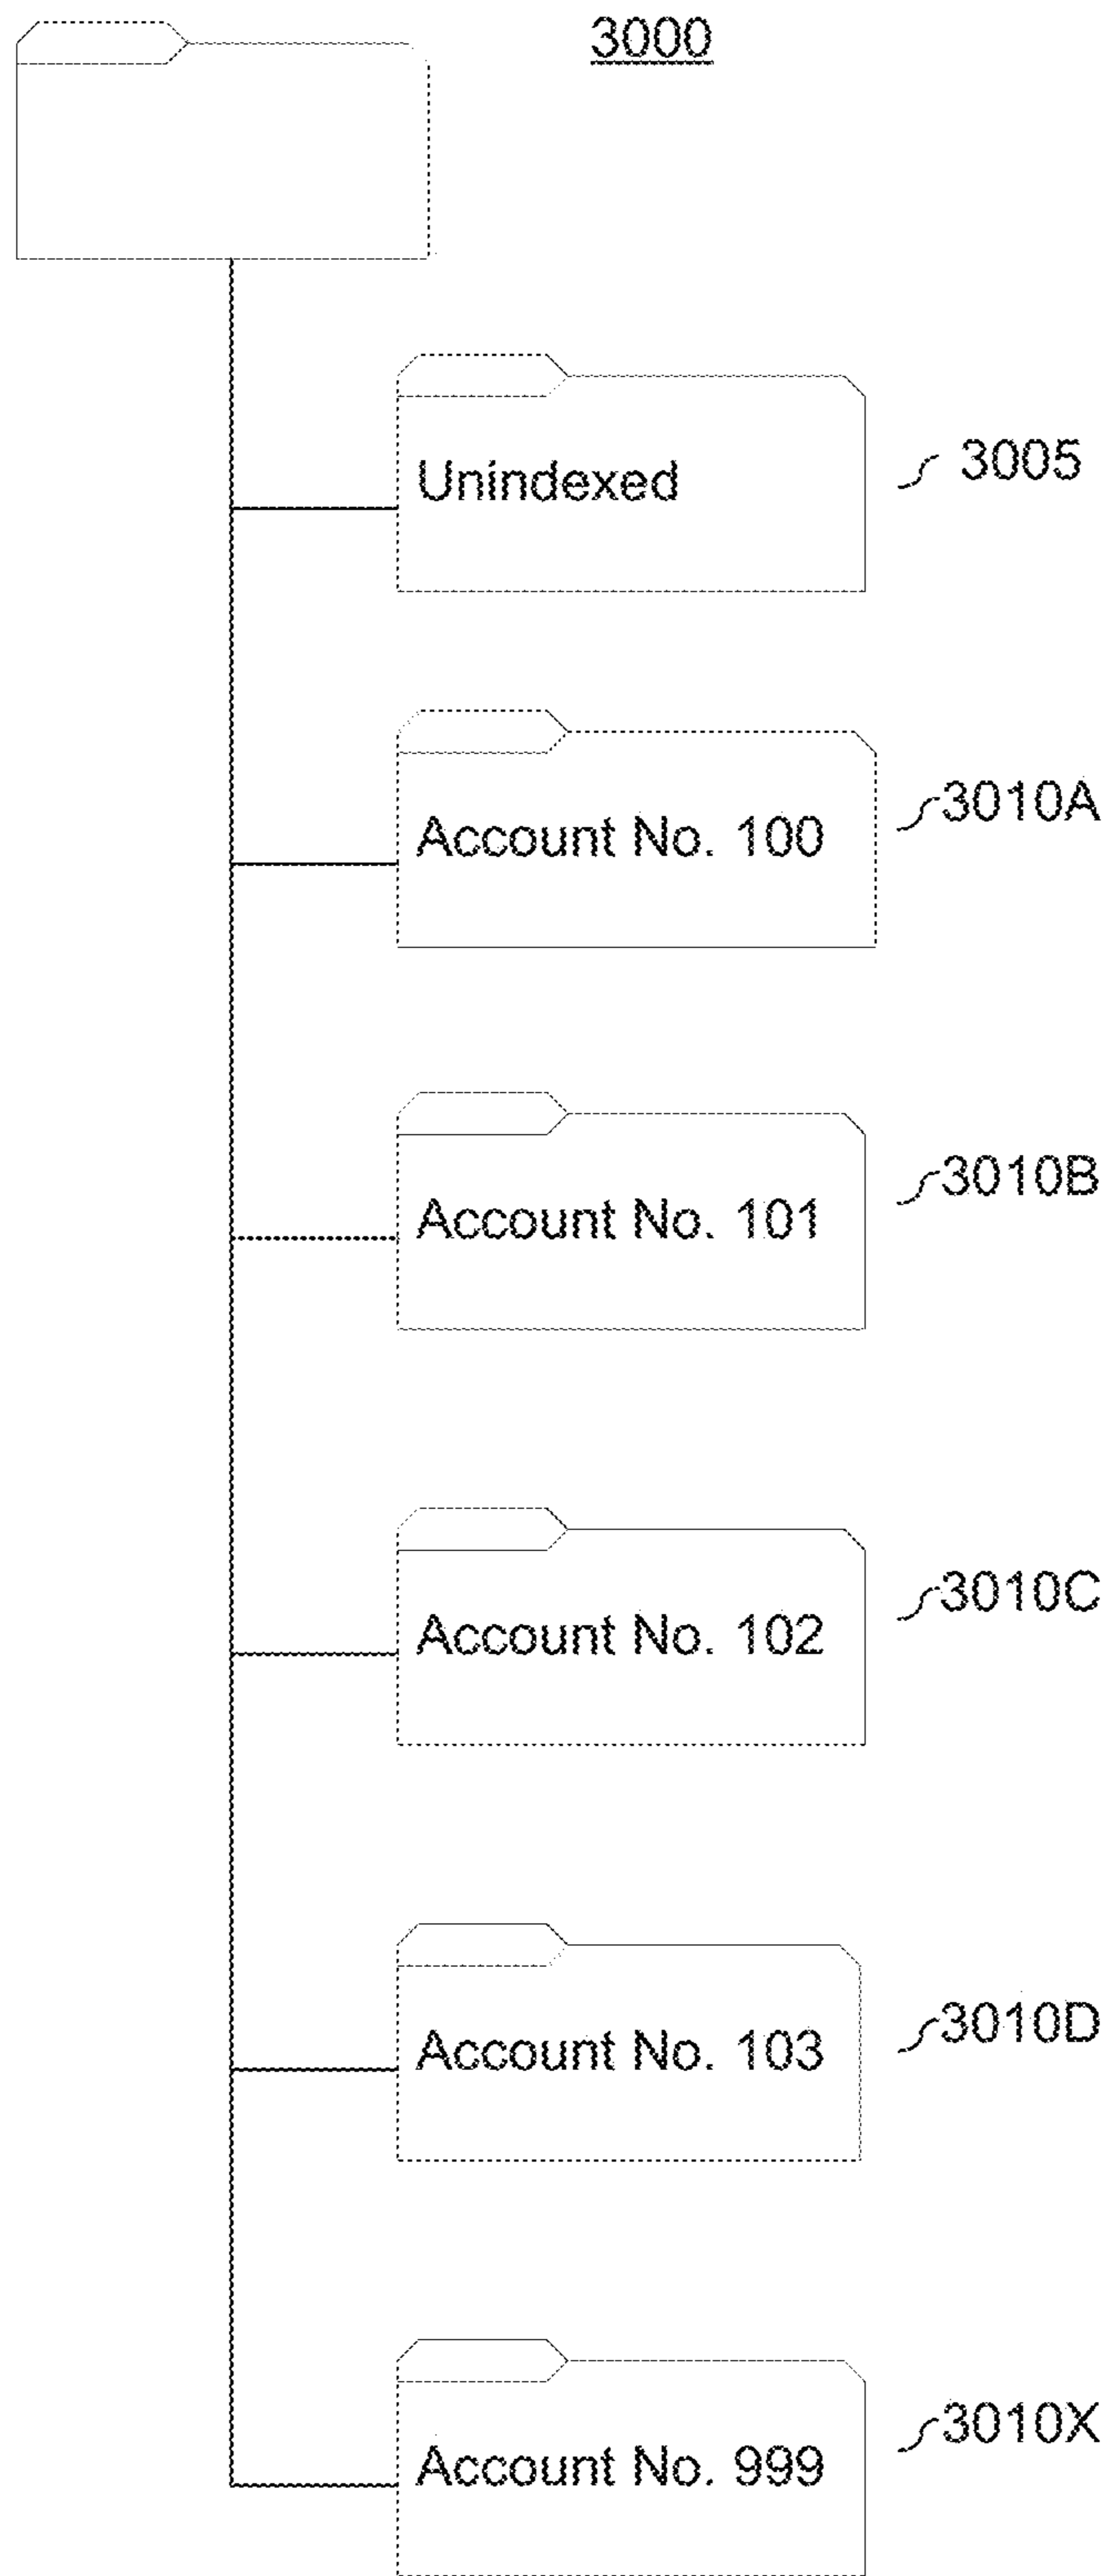 3000
Unindexed
3005
Account No. 100
3010A
Account No. 101
3010B
Account No. 102
3010C
Account No. 103
3010D
Account No. 999
3010X